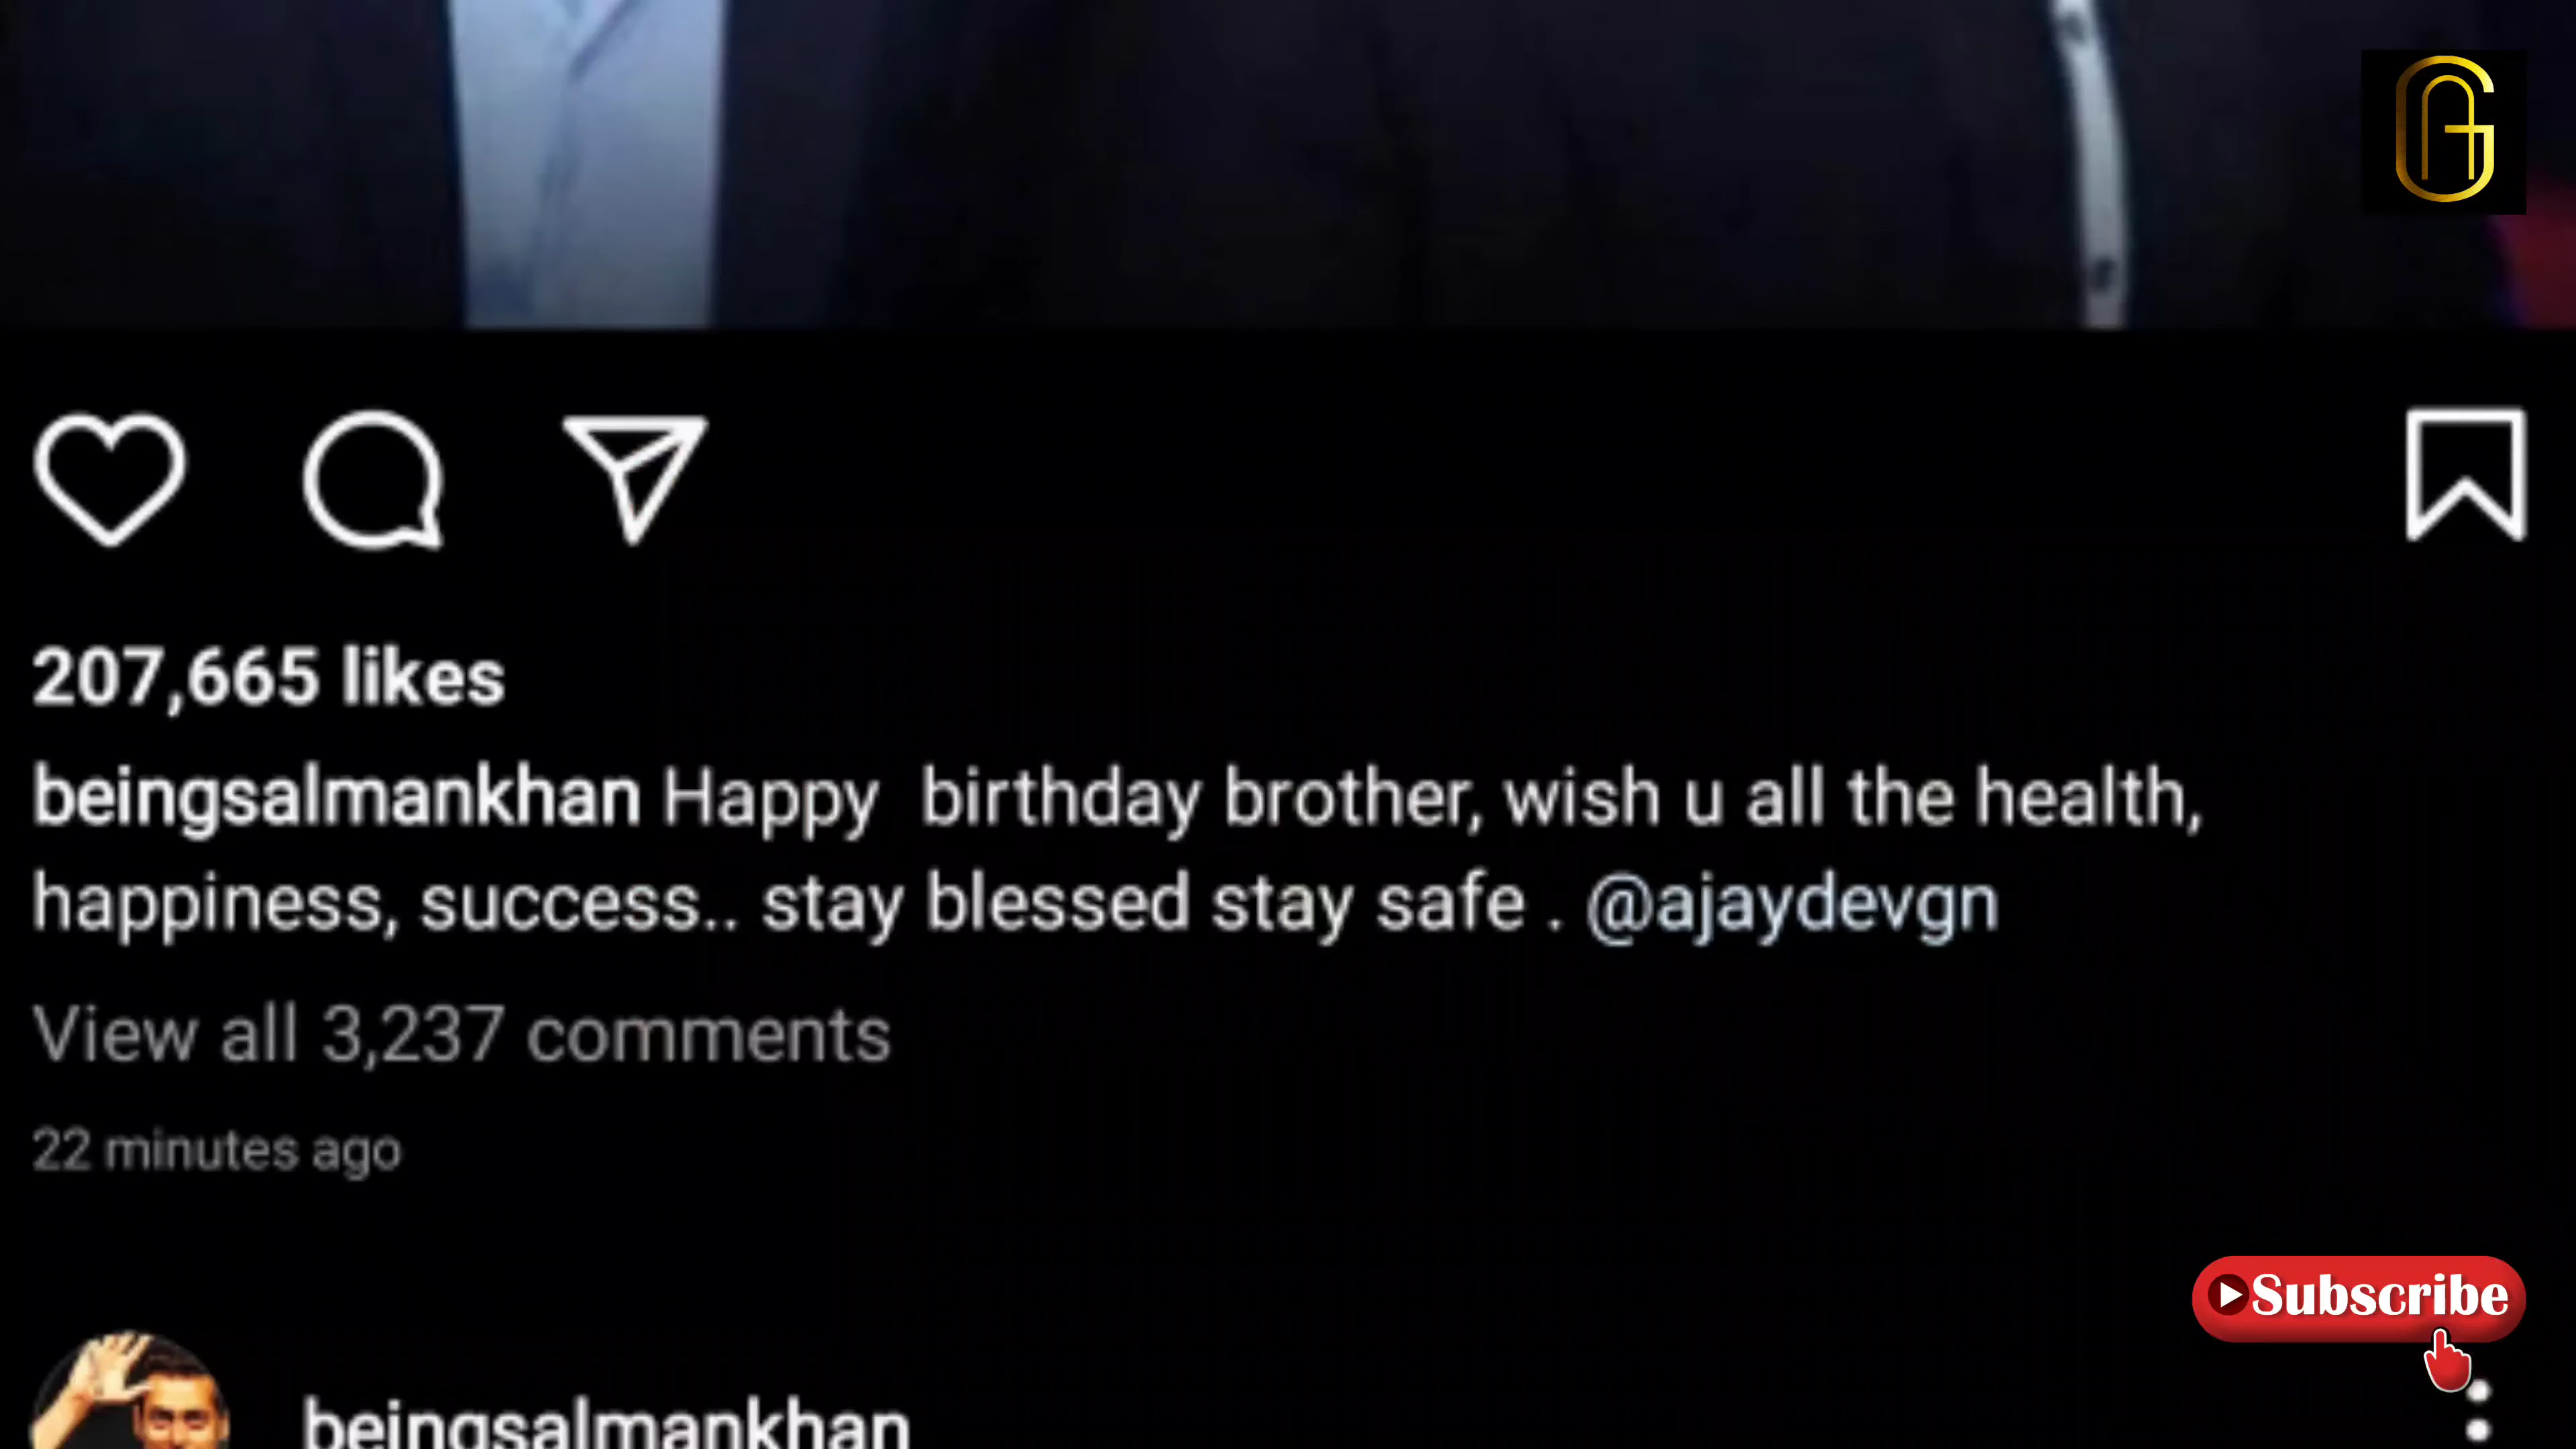 207,665 likes
beingsalmankhan Happy  birthday brother, wish u all the health,
happiness, success.. stay blessed stay safe . @ajaydevgn
View all 3,237 comments
22 minutes ago
Subscribe
beingsalmankhan